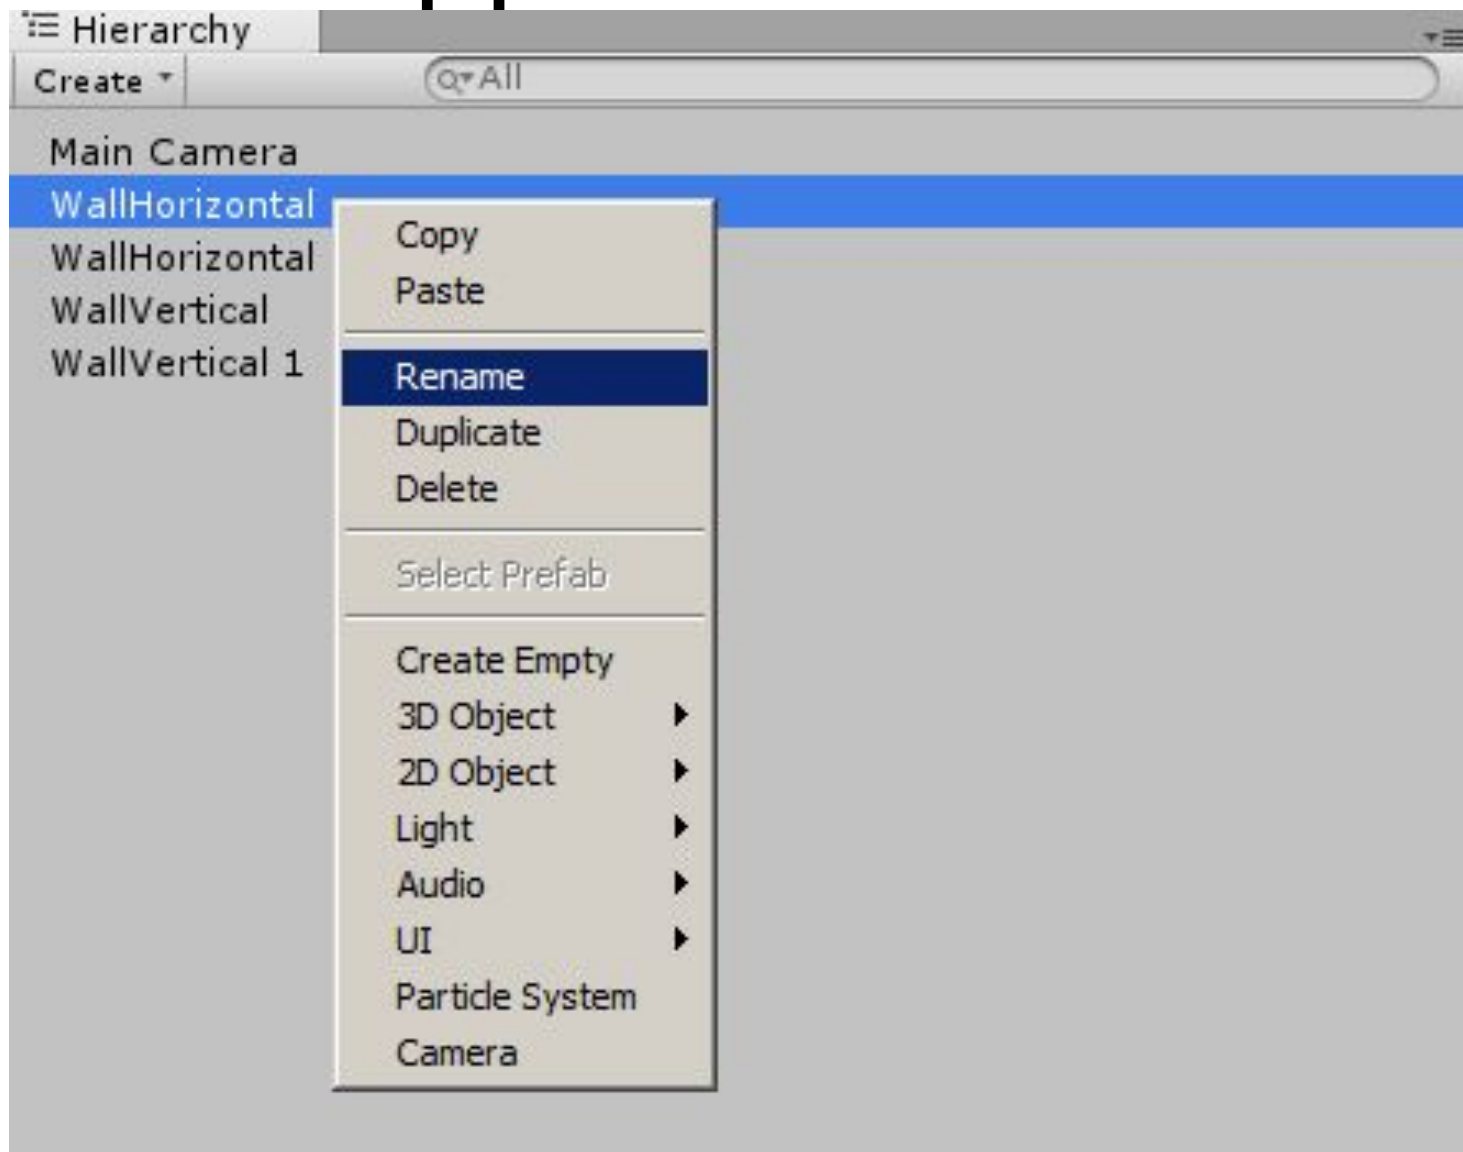 Hierarchy
Create
All
Main Camera
WallHorizontal
WallHorizontal
WallVertical
WallVertical 1
Copy
Paste
Rename
Duplicate
Delete
Select Prefab
Create Empty
3D Object
2D Object
Light
Audio
UI
Particle System
Camera